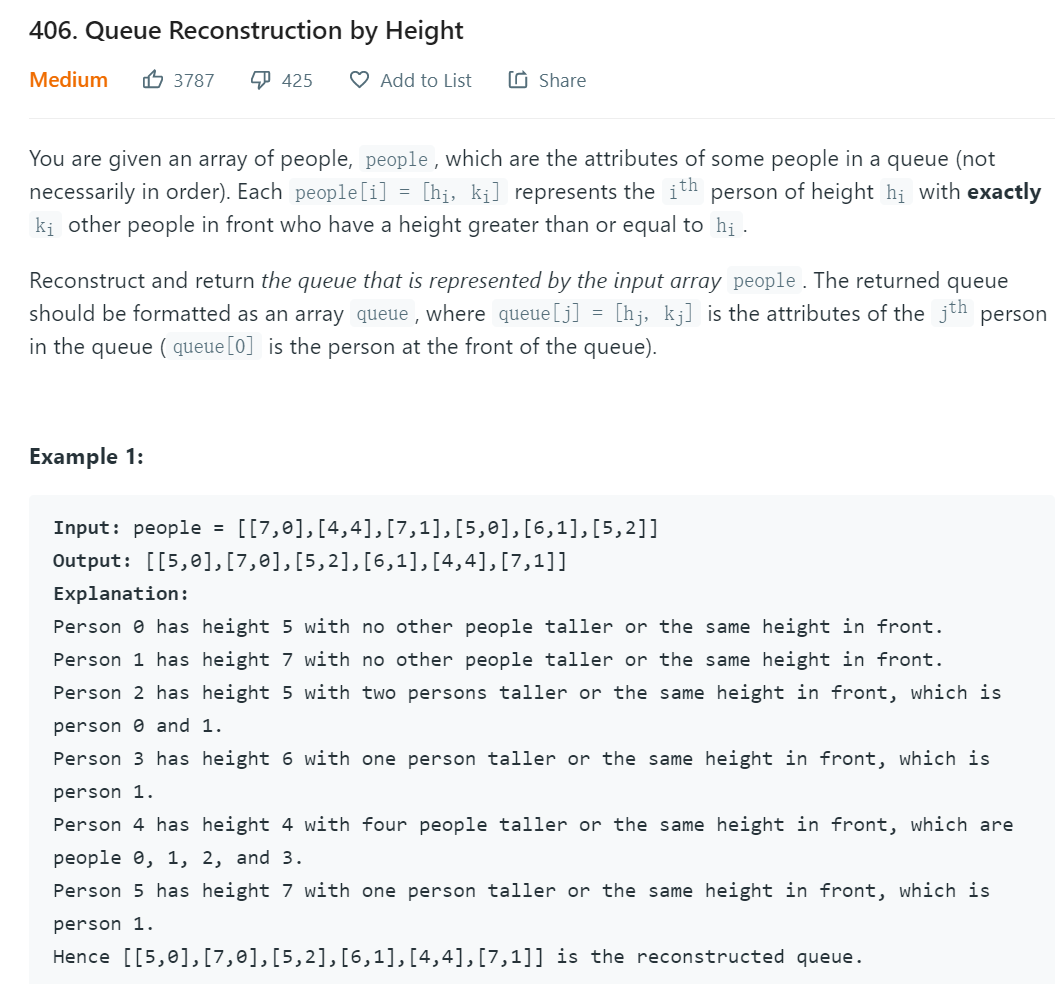 406. Queue Reconstruction by Height
Medium 3787 425 Add to List Share
You are given an array of people, people , which are the attributes of some people in a queue (not
necessarily in order). Each people[i] = [hi, ki] represents the ith person of height hi with exactly
ki other people in front who have a height greater than or equal to hi .
Reconstruct and return the queue that is represented by the input array people . The returned queue
should be formatted as an array queue , where queue[j] = [hj, kj] is the attributes of the jth person
in the queue ( queue[0] is the person at the front of the queue).
Example 1:
Input: people = [[7,0],[4,4],[7,1],[5,0],[6,1],[5,2]]
Output: [[5,0],[7,0],[5,2],[6,1],[4,4],[7,1]]
Explanation:
Person 0 has height 5 with no other people taller or the same height in front.
Person 1 has height 7 with no other people taller or the same height in front.
Person 2 has height 5 with two persons taller or the same height in front, which is
person 0 and 1.
Person 3 has height 6 with one person taller or the same height in front, which is
person 1.
Person 4 has height 4 with four people taller or the same height in front, which are
people 0, 1, 2, and 3.
Person 5 has height 7 with one person taller or the same height in front, which is
person 1.
Hence [[5,0],[7,0],[5,2],[6,1],[4,4],[7,1]] is the reconstructed queue.